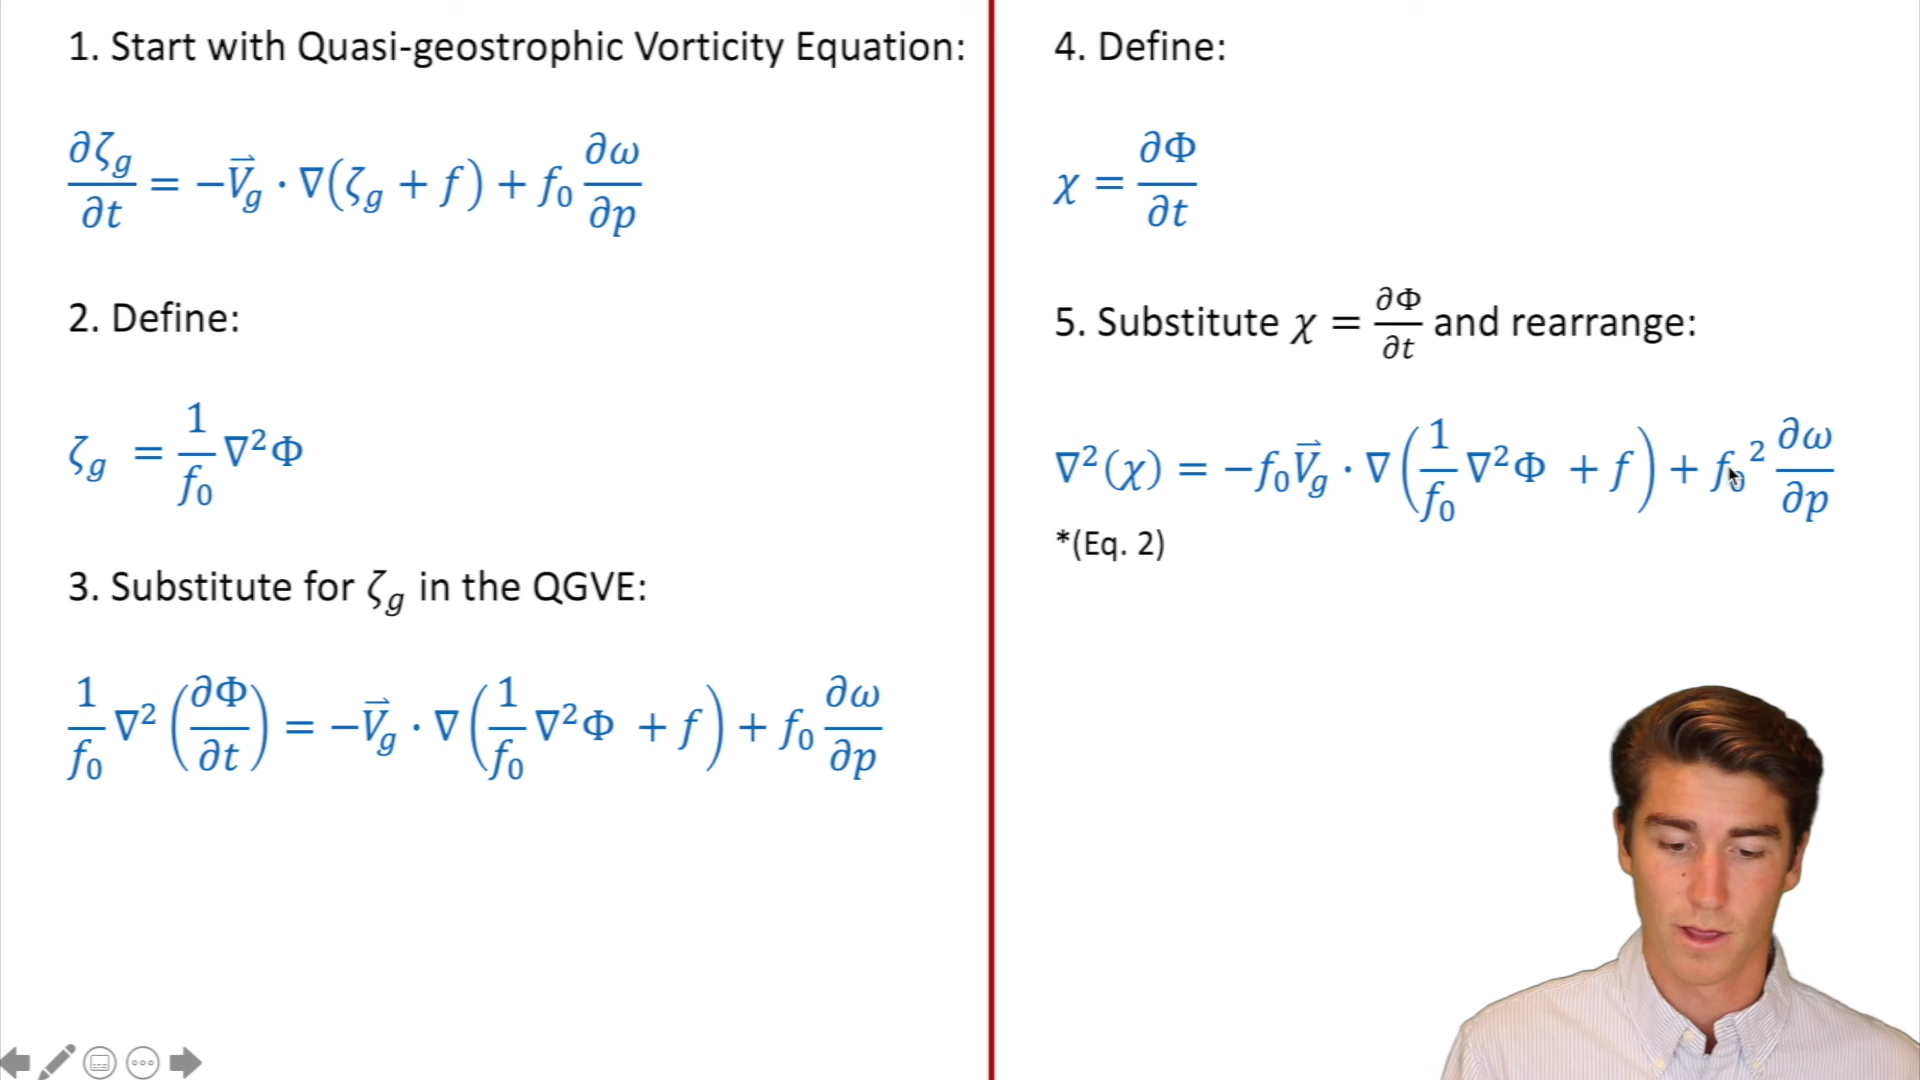 1. Start with Quasi-geostrophic Vorticity Equation:
∂ζg/∂t = −V⃗g · ∇(ζg + f) + f₀ ∂ω/∂p
2. Define:
ζg = 1/f₀ ∇²Φ
3. Substitute for ζg in the QGVE:
1/f₀ ∇² (∂Φ/∂t) = −V⃗g · ∇(1/f₀ ∇²Φ + f) + f₀ ∂ω/∂p
4. Define:
χ = ∂Φ/∂t
5. Substitute χ = ∂Φ/∂t and rearrange:
∇²(χ) = −f₀V⃗g · ∇(1/f₀ ∇²Φ + f) + f₀² ∂ω/∂p
*(Eq. 2)